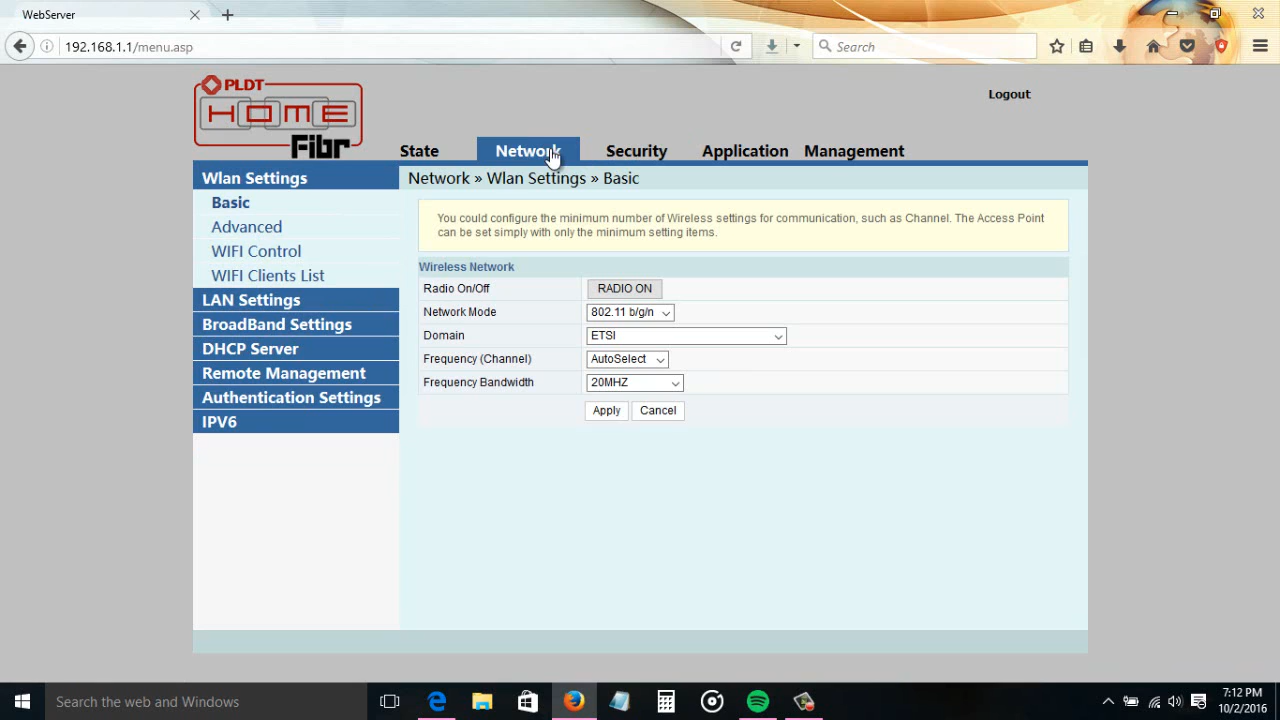 WebServer
192.168.1.1/menu.asp
Search
PLDT
HOME
Fibr
Logout
State Network Security Application Management
Wlan Settings
Basic
Advanced
WIFI Control
WIFI Clients List
LAN Settings
BroadBand Settings
DHCP Server
Remote Management
Authentication Settings
IPV6
Network » Wlan Settings » Basic
You could configure the minimum number of Wireless settings for communication, such as Channel. The Access Point
can be set simply with only the minimum setting items.
Wireless Network
Radio On/Off RADIO ON
Network Mode 802.11 b/g/n
Domain ETSI
Frequency (Channel) AutoSelect
Frequency Bandwidth 20MHZ
Apply Cancel
Search the web and Windows
7:12 PM
10/2/2016